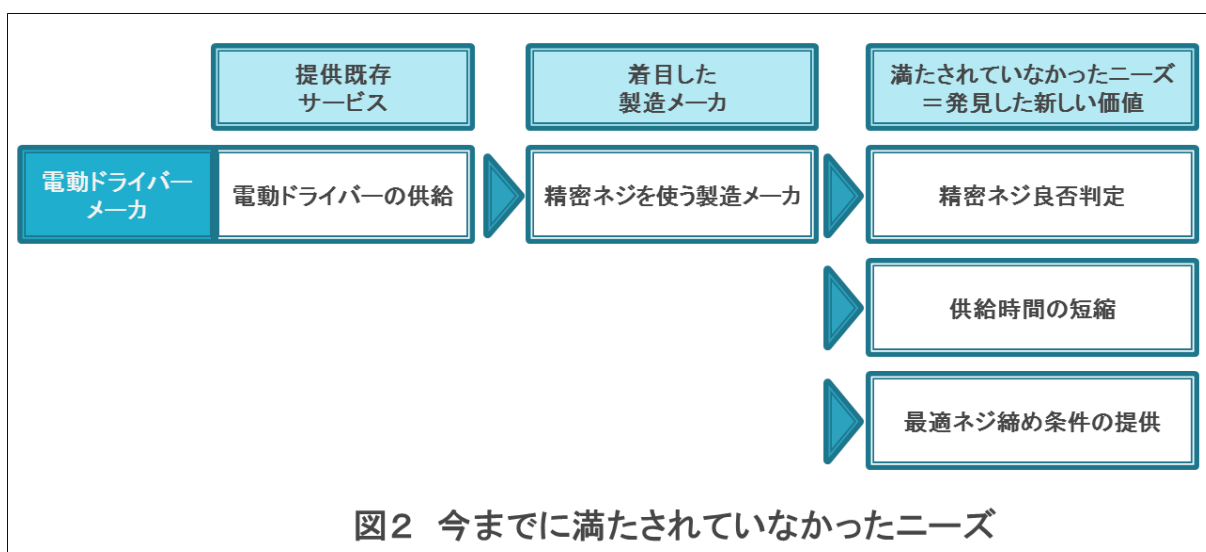 提供既存
サービス
着目した
製造メーカ
満たされていなかったニーズ
＝発見した新しい価値
電動ドライバー
メーカ
電動ドライバーの供給
精密ネジを使う製造メーカ
精密ネジ良否判定
供給時間の短縮
最適ネジ締め条件の提供
図２　今までに満たされていなかったニーズ